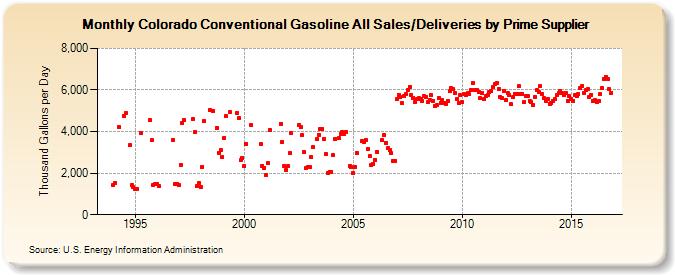 Monthly Colorado Conventional Gasoline All Sales/Deliveries by Prime Supplier
Thousand Gallons per Day
8,000
6,000
4,000
2,000
0
1995 2000 2005 2010 2015
Source: U.S. Energy Information Administration